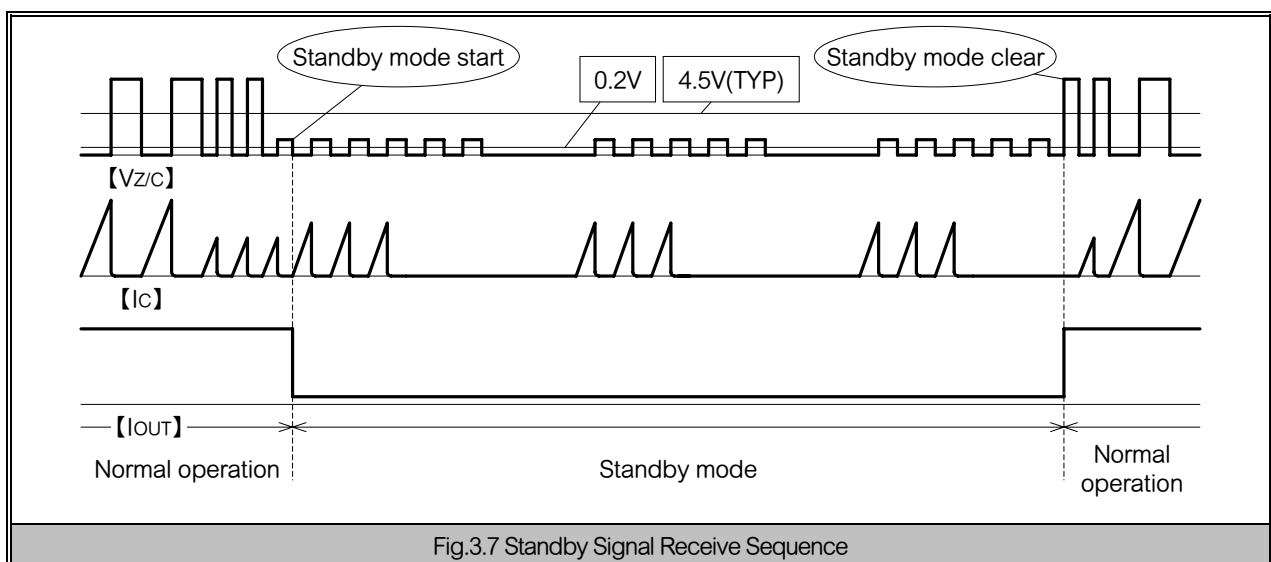 Standby mode start
0.2V
4.5V(TYP)
Standby mode clear
【VZ/C】
【IC】
【IOUT】
Normal operation
Standby mode
Normal
operation
Fig.3.7 Standby Signal Receive Sequence